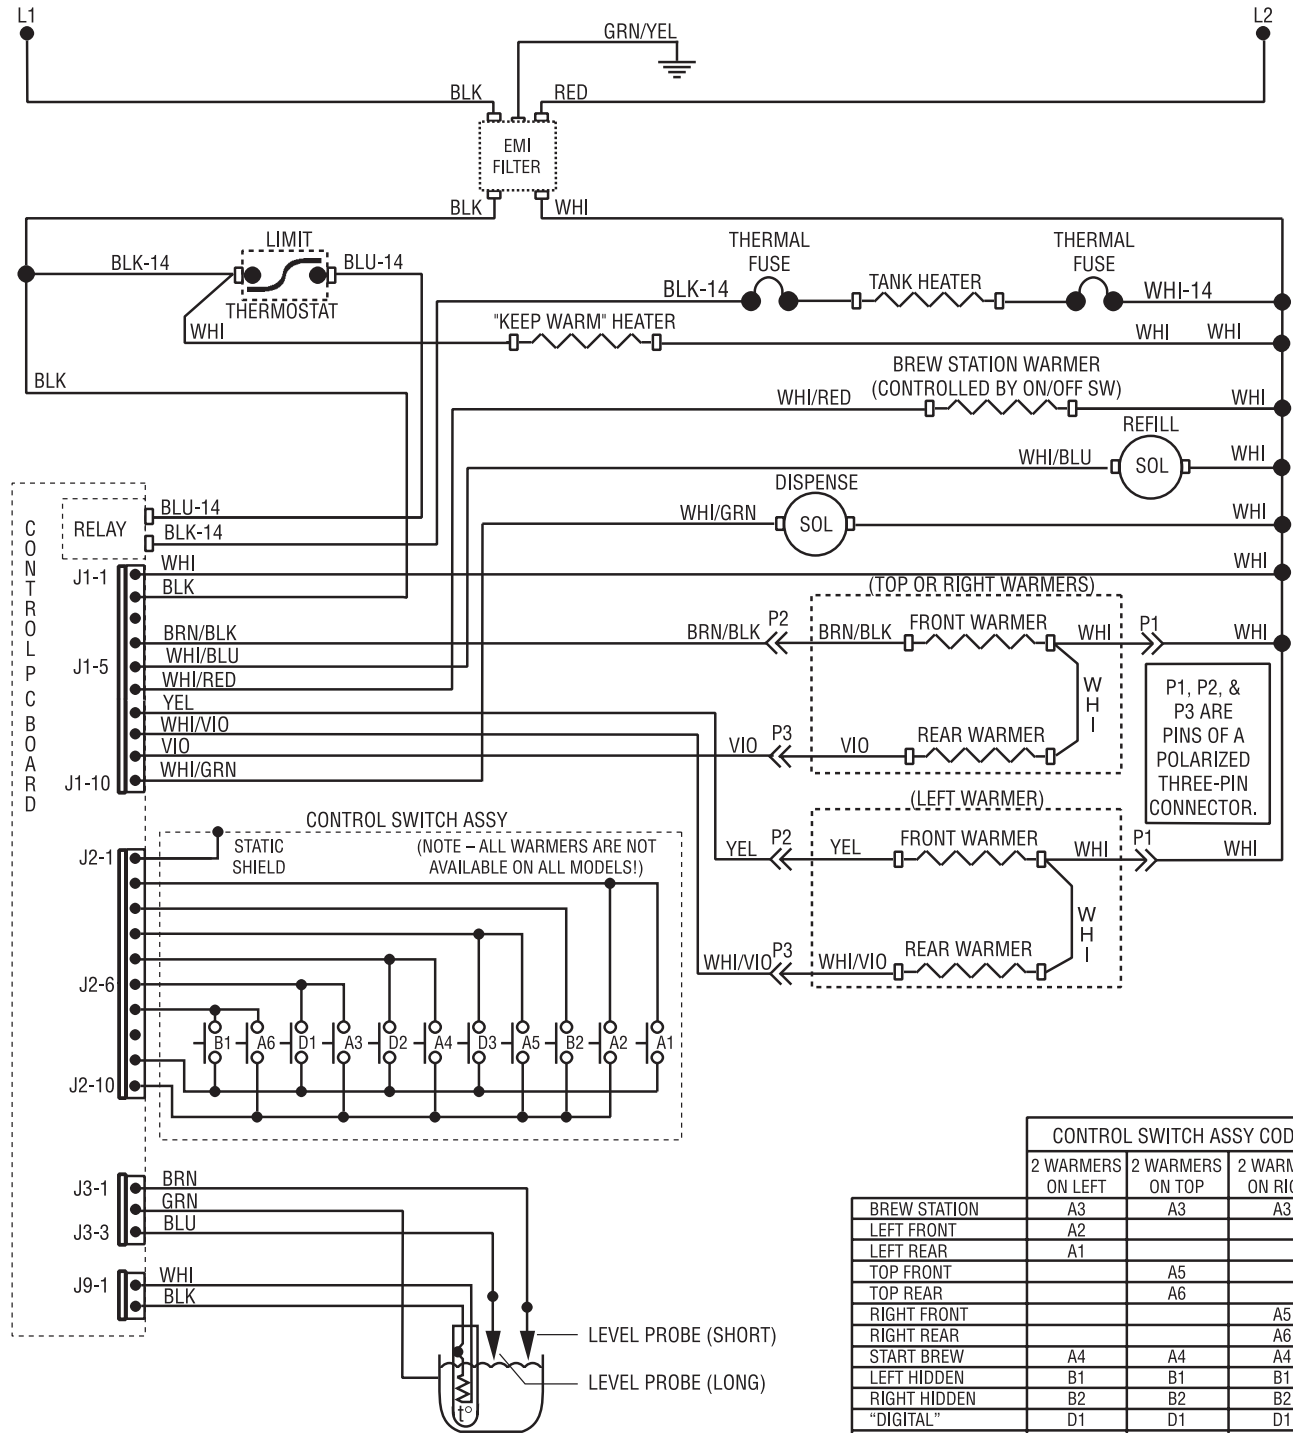 L1
L2
GRN/YEL
BLK
RED
EMI
FILTER
BLK
WHI
LIMIT
BLK-14
BLU-14
THERMOSTAT
WHI
THERMAL
FUSE
THERMAL
FUSE
BLK-14
TANK HEATER
WHI-14
"KEEP WARM" HEATER
WHI
WHI
BLK
BREW STATION WARMER
(CONTROLLED BY ON/OFF SW)
WHI/RED
WHI
REFILL
WHI/BLU
SOL
WHI
DISPENSE
WHI/GRN
SOL
WHI
CONTROL PC BOARD
RELAY
BLU-14
BLK-14
J1-1
WHI
BLK
WHI
(TOP OR RIGHT WARMERS)
BRN/BLK
BRN/BLK
P2
BRN/BLK
FRONT WARMER
WHI
P1
WHI
J1-5
WHI/BLU
WHI/RED
YEL
WHI/VIO
VIO
WHI/GRN
J1-10
WHI
VIO
P3
VIO
REAR WARMER
P1, P2, &
P3 ARE
PINS OF A
POLARIZED
THREE-PIN
CONNECTOR.
(LEFT WARMER)
YEL
P2
YEL
FRONT WARMER
WHI
P1
WHI
WHI
WHI/VIO
P3
WHI/VIO
REAR WARMER
CONTROL SWITCH ASSY
J2-1
STATIC
SHIELD
(NOTE – ALL WARMERS ARE NOT
AVAILABLE ON ALL MODELS!)
J2-6
B1 A6 D1 A3 D2 A4 D3 A5 B2 A2 A1
J2-10
J3-1
BRN
GRN
J3-3
BLU
J9-1
WHI
BLK
LEVEL PROBE (SHORT)
LEVEL PROBE (LONG)
t°
CONTROL SWITCH ASSY COD
2 WARMERS
ON LEFT
2 WARMERS
ON TOP
2 WARM
ON RIG
BREW STATION A3 A3 A3
LEFT FRONT A2
LEFT REAR A1
TOP FRONT A5
TOP REAR A6
RIGHT FRONT A5
RIGHT REAR A6
START BREW A4 A4 A4
LEFT HIDDEN B1 B1 B1
RIGHT HIDDEN B2 B2 B2
"DIGITAL" D1 D1 D1